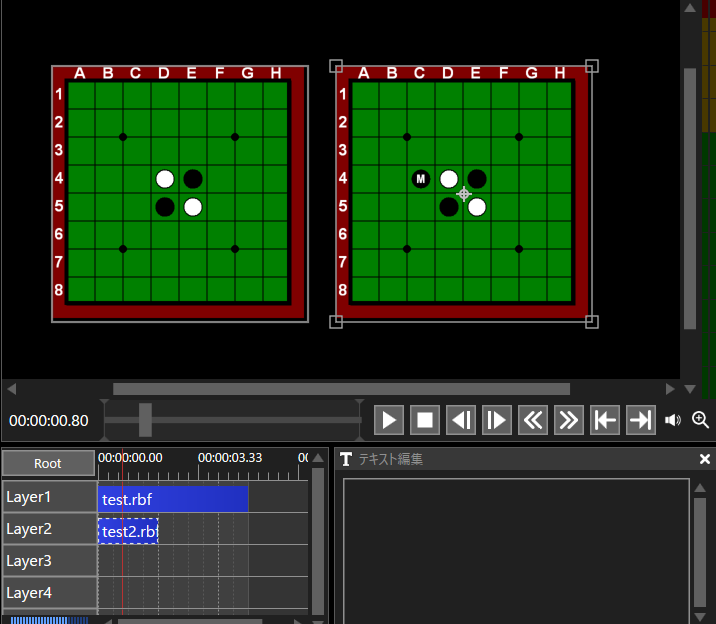 A B C D E F G H
1
2
3
4
5
6
7
8
A B C D E F G H
1
2
3
4 M
5
6
7
8
00:00:00.80
Root
00:00:00.00 00:00:03.33 00
Layer1 test.rbf
Layer2 test2.rbf
Layer3
Layer4
T テキスト編集